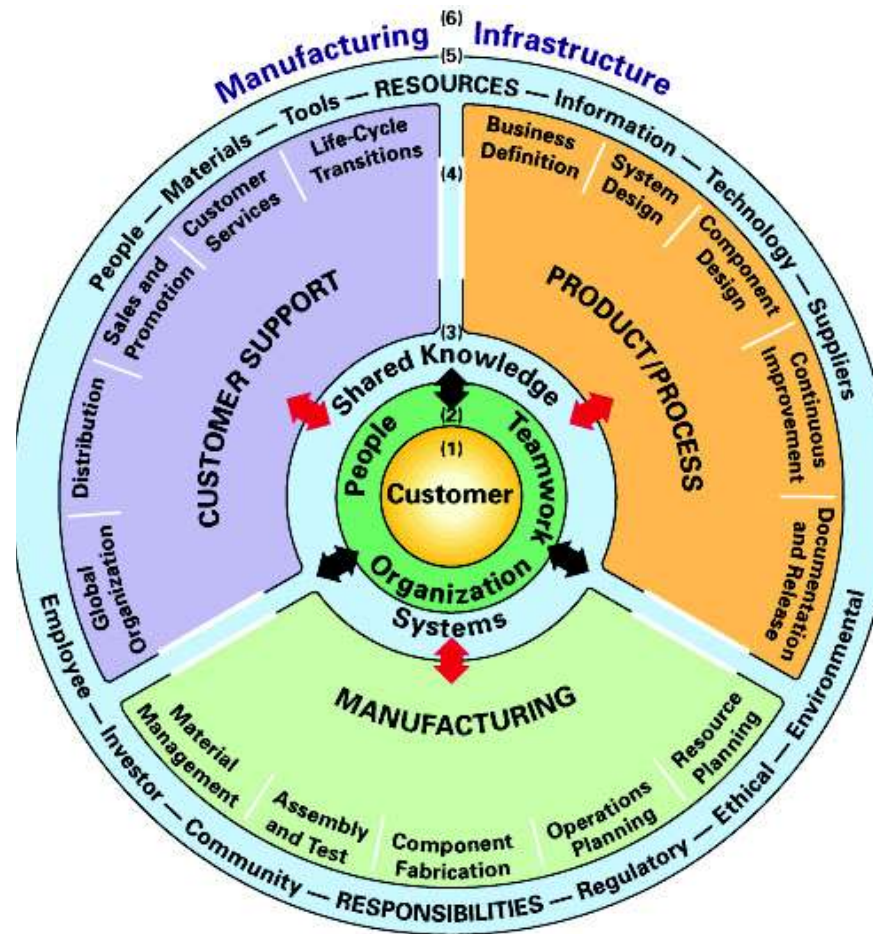 (6)
Manufacturing Infrastructure
(5)
People — Materials — Tools — RESOURCES — Information — Technology — Suppliers
(4)
Life-Cycle
Transitions
Customer
Services
Sales and
Promotion
Distribution
Global
Organization
CUSTOMER SUPPORT
Business
Definition
System
Design
Component
Design
Continuous
Improvement
Documentation
and Release
PRODUCT/PROCESS
(3)
Shared Knowledge
(2)
People
Teamwork
(1)
Customer
Organization
Systems
MANUFACTURING
Material
Management
Assembly
and Test
Component
Fabrication
Operations
Planning
Resource
Planning
Employee — Investor — Community — RESPONSIBILITIES — Regulatory — Ethical — Environmental